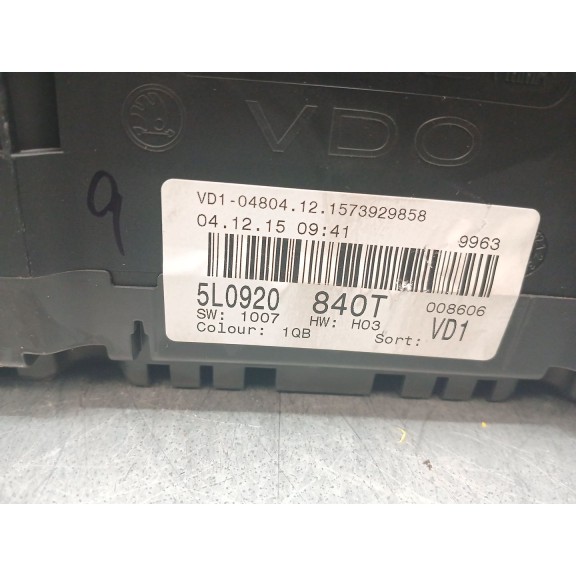 VDO
9
VD1-04804.12.1573929858
04.12.15 09:41
9963
5L0920 840T 008606
SW: 1007 HW: H03
Colour: 1QB Sort: VD1